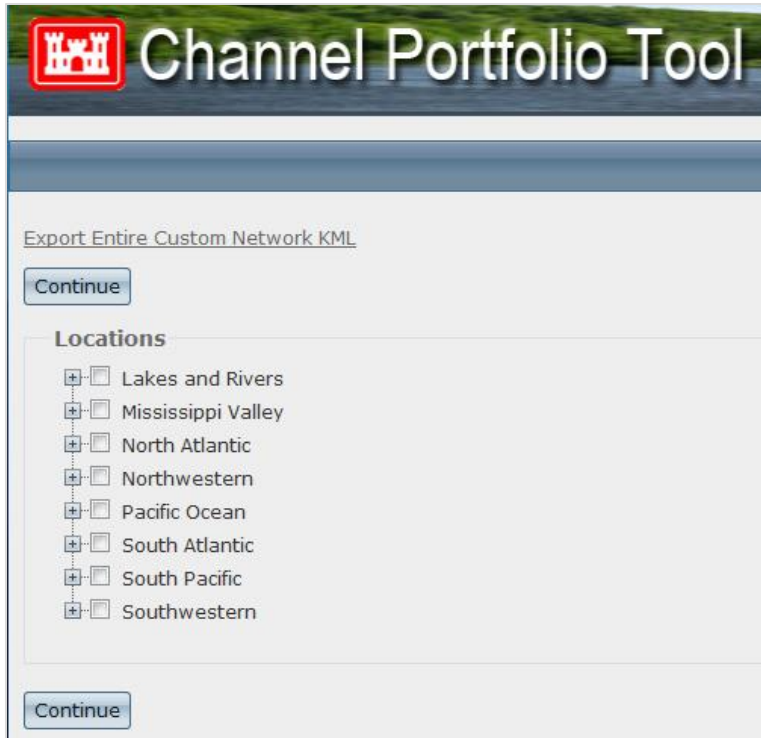 Channel Portfolio Tool
Export Entire Custom Network KML
Continue
Locations
Lakes and Rivers
Mississippi Valley
North Atlantic
Northwestern
Pacific Ocean
South Atlantic
South Pacific
Southwestern
Continue